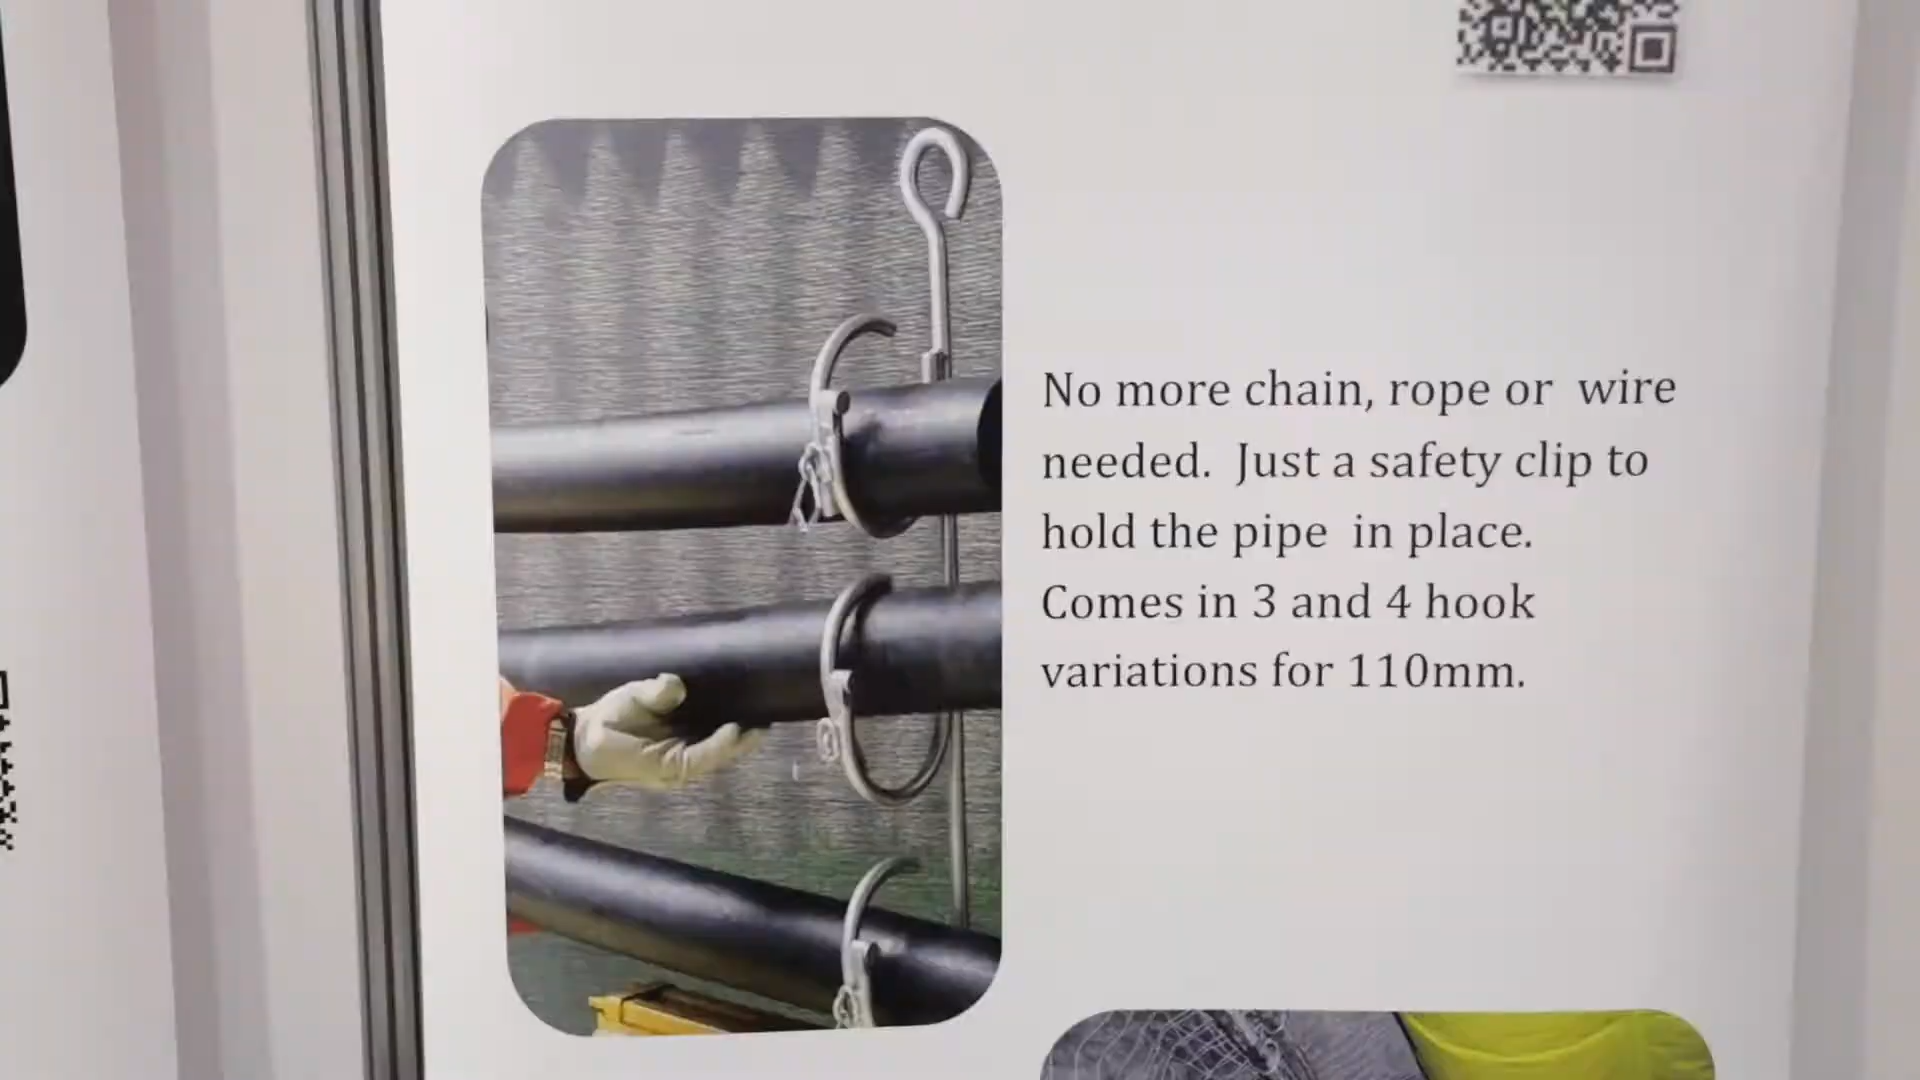 No more chain, rope or wire
needed. Just a safety clip to
hold the pipe in place.
Comes in 3 and 4 hook
variations for 110mm.